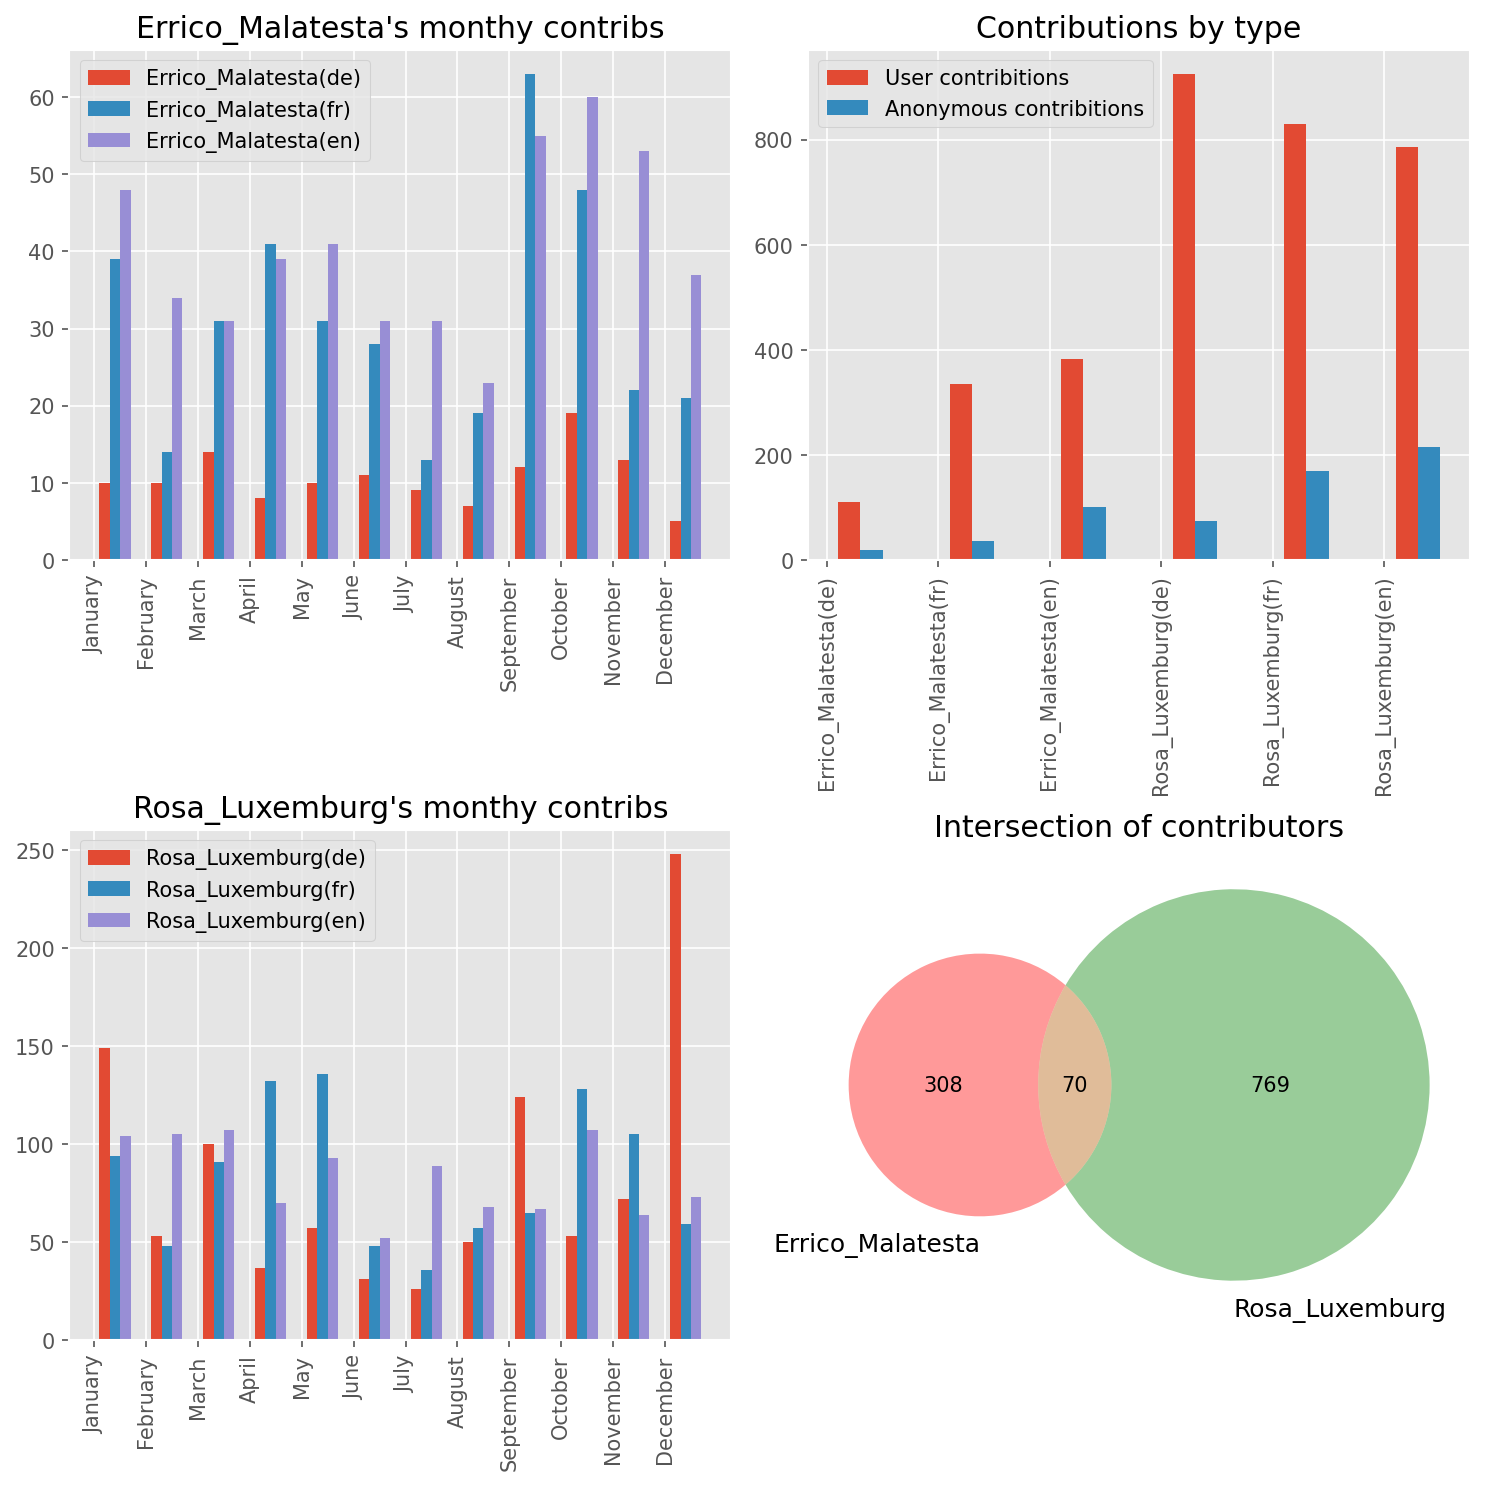 Errico_Malatesta's monthy contribs
Errico_Malatesta(de)
Errico_Malatesta(fr)
Errico_Malatesta(en)
60
50
40
30
20
10
0
January
February
March
April
May
June
July
August
September
October
November
December
Contributions by type
User contribitions
Anonymous contribitions
800
600
400
200
0
Errico_Malatesta(de)
Errico_Malatesta(fr)
Errico_Malatesta(en)
Rosa_Luxemburg(de)
Rosa_Luxemburg(fr)
Rosa_Luxemburg(en)
Rosa_Luxemburg's monthy contribs
Rosa_Luxemburg(de)
Rosa_Luxemburg(fr)
Rosa_Luxemburg(en)
250
200
150
100
50
0
January
February
March
April
May
June
July
August
September
October
November
December
Intersection of contributors
308
70
769
Errico_Malatesta
Rosa_Luxemburg